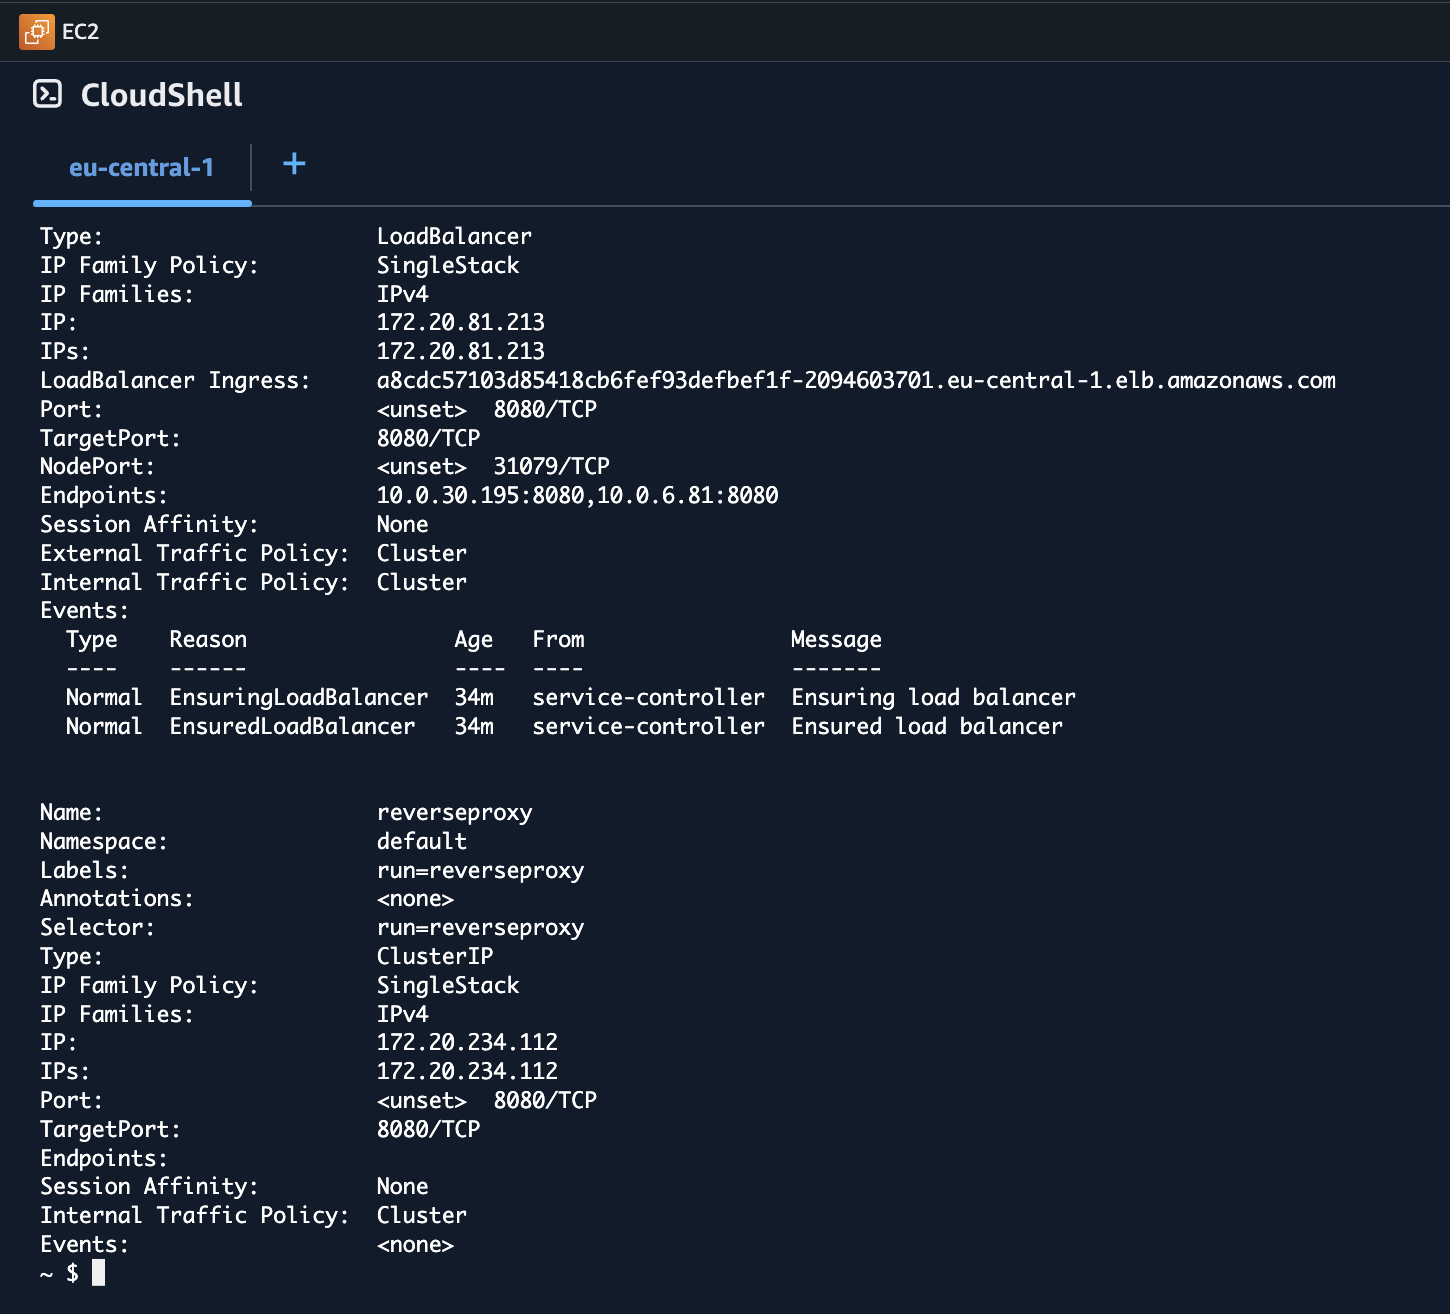 EC2
CloudShell
eu-central-1 +
Type:                     LoadBalancer
IP Family Policy:         SingleStack
IP Families:              IPv4
IP:                       172.20.81.213
IPs:                      172.20.81.213
LoadBalancer Ingress:     a8cdc57103d85418cb6fef93defbef1f-2094603701.eu-central-1.elb.amazonaws.com
Port:                     <unset>  8080/TCP
TargetPort:               8080/TCP
NodePort:                 <unset>  31079/TCP
Endpoints:                10.0.30.195:8080,10.0.6.81:8080
Session Affinity:         None
External Traffic Policy:  Cluster
Internal Traffic Policy:  Cluster
Events:
  Type    Reason                Age   From                Message
  ----    ------                ----  ----                -------
  Normal  EnsuringLoadBalancer  34m   service-controller  Ensuring load balancer
  Normal  EnsuredLoadBalancer   34m   service-controller  Ensured load balancer
Name:                     reverseproxy
Namespace:                default
Labels:                   run=reverseproxy
Annotations:              <none>
Selector:                 run=reverseproxy
Type:                     ClusterIP
IP Family Policy:         SingleStack
IP Families:              IPv4
IP:                       172.20.234.112
IPs:                      172.20.234.112
Port:                     <unset>  8080/TCP
TargetPort:               8080/TCP
Endpoints:
Session Affinity:         None
Internal Traffic Policy:  Cluster
Events:                   <none>
~ $